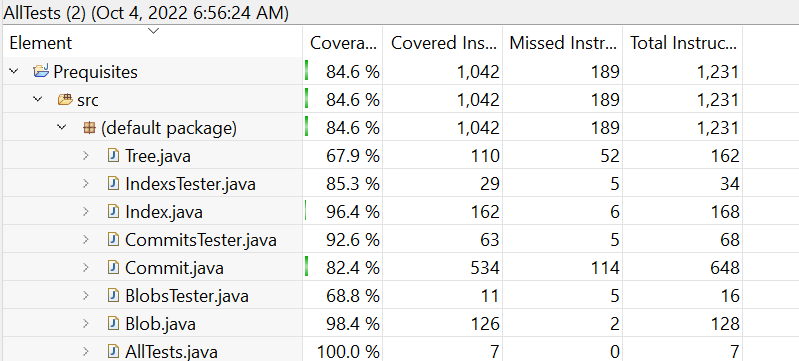 AllTests (2) (Oct 4, 2022 6:56:24 AM)
Element Covera... Covered Ins... Missed Instr... Total Instruc...
Prequisites 84.6 % 1,042 189 1,231
src 84.6 % 1,042 189 1,231
(default package) 84.6 % 1,042 189 1,231
Tree.java 67.9 % 110 52 162
IndexsTester.java 85.3 % 29 5 34
Index.java 96.4 % 162 6 168
CommitsTester.java 92.6 % 63 5 68
Commit.java 82.4 % 534 114 648
BlobsTester.java 68.8 % 11 5 16
Blob.java 98.4 % 126 2 128
AllTests.java 100.0 % 7 0 7